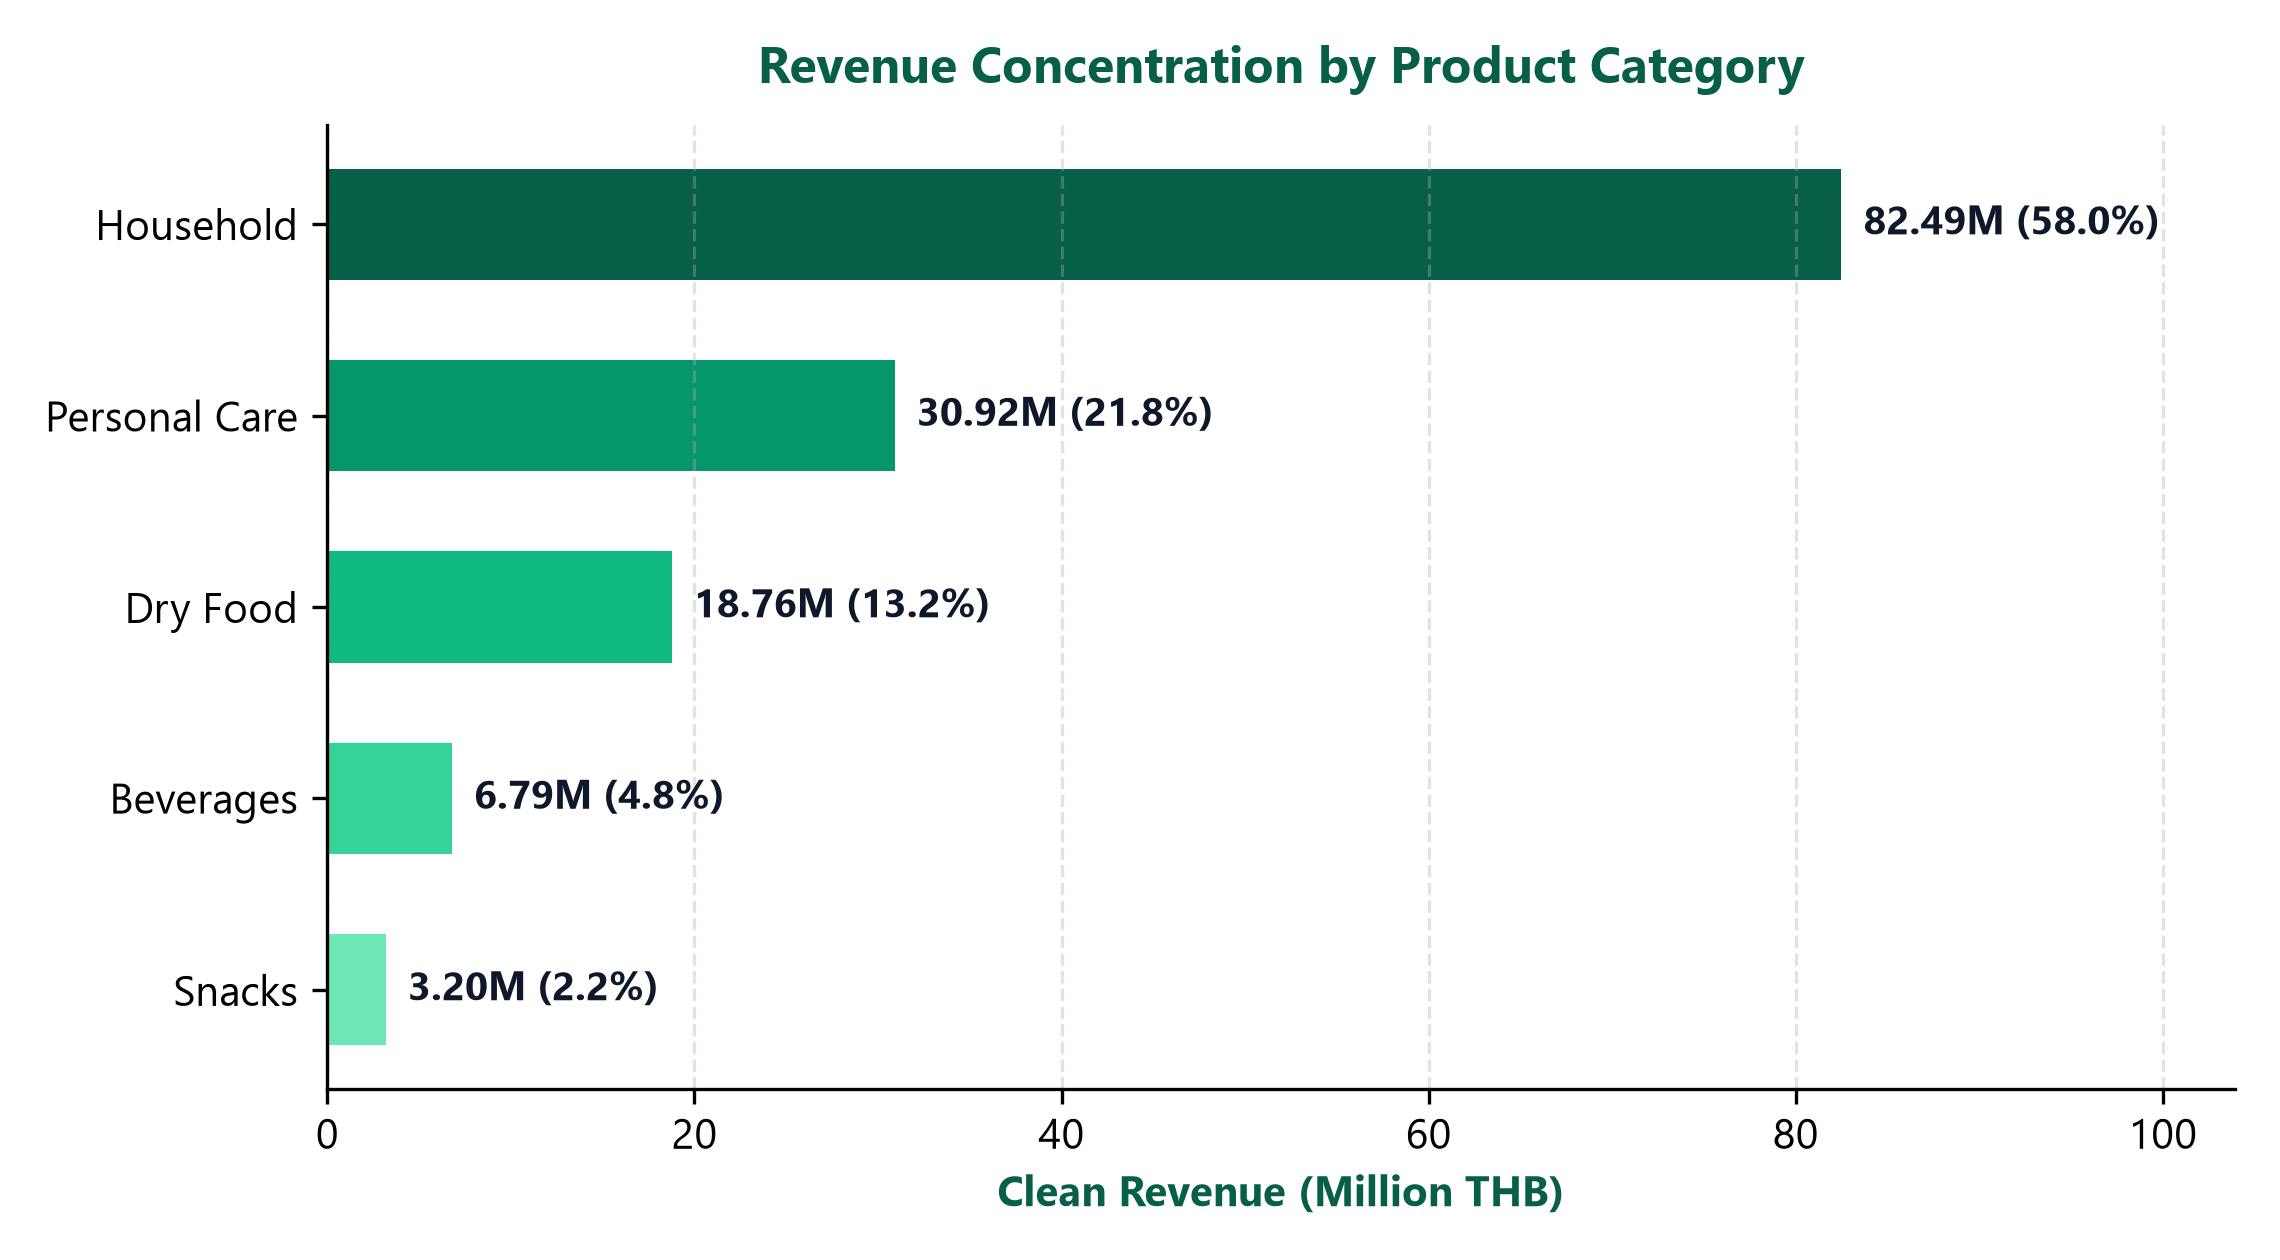 Revenue Concentration by Product Category
Household
82.49M (58.0%)
Personal Care
30.92M (21.8%)
Dry Food
18.76M (13.2%)
Beverages
6.79M (4.8%)
Snacks
3.20M (2.2%)
0 20 40 60 80 100
Clean Revenue (Million THB)